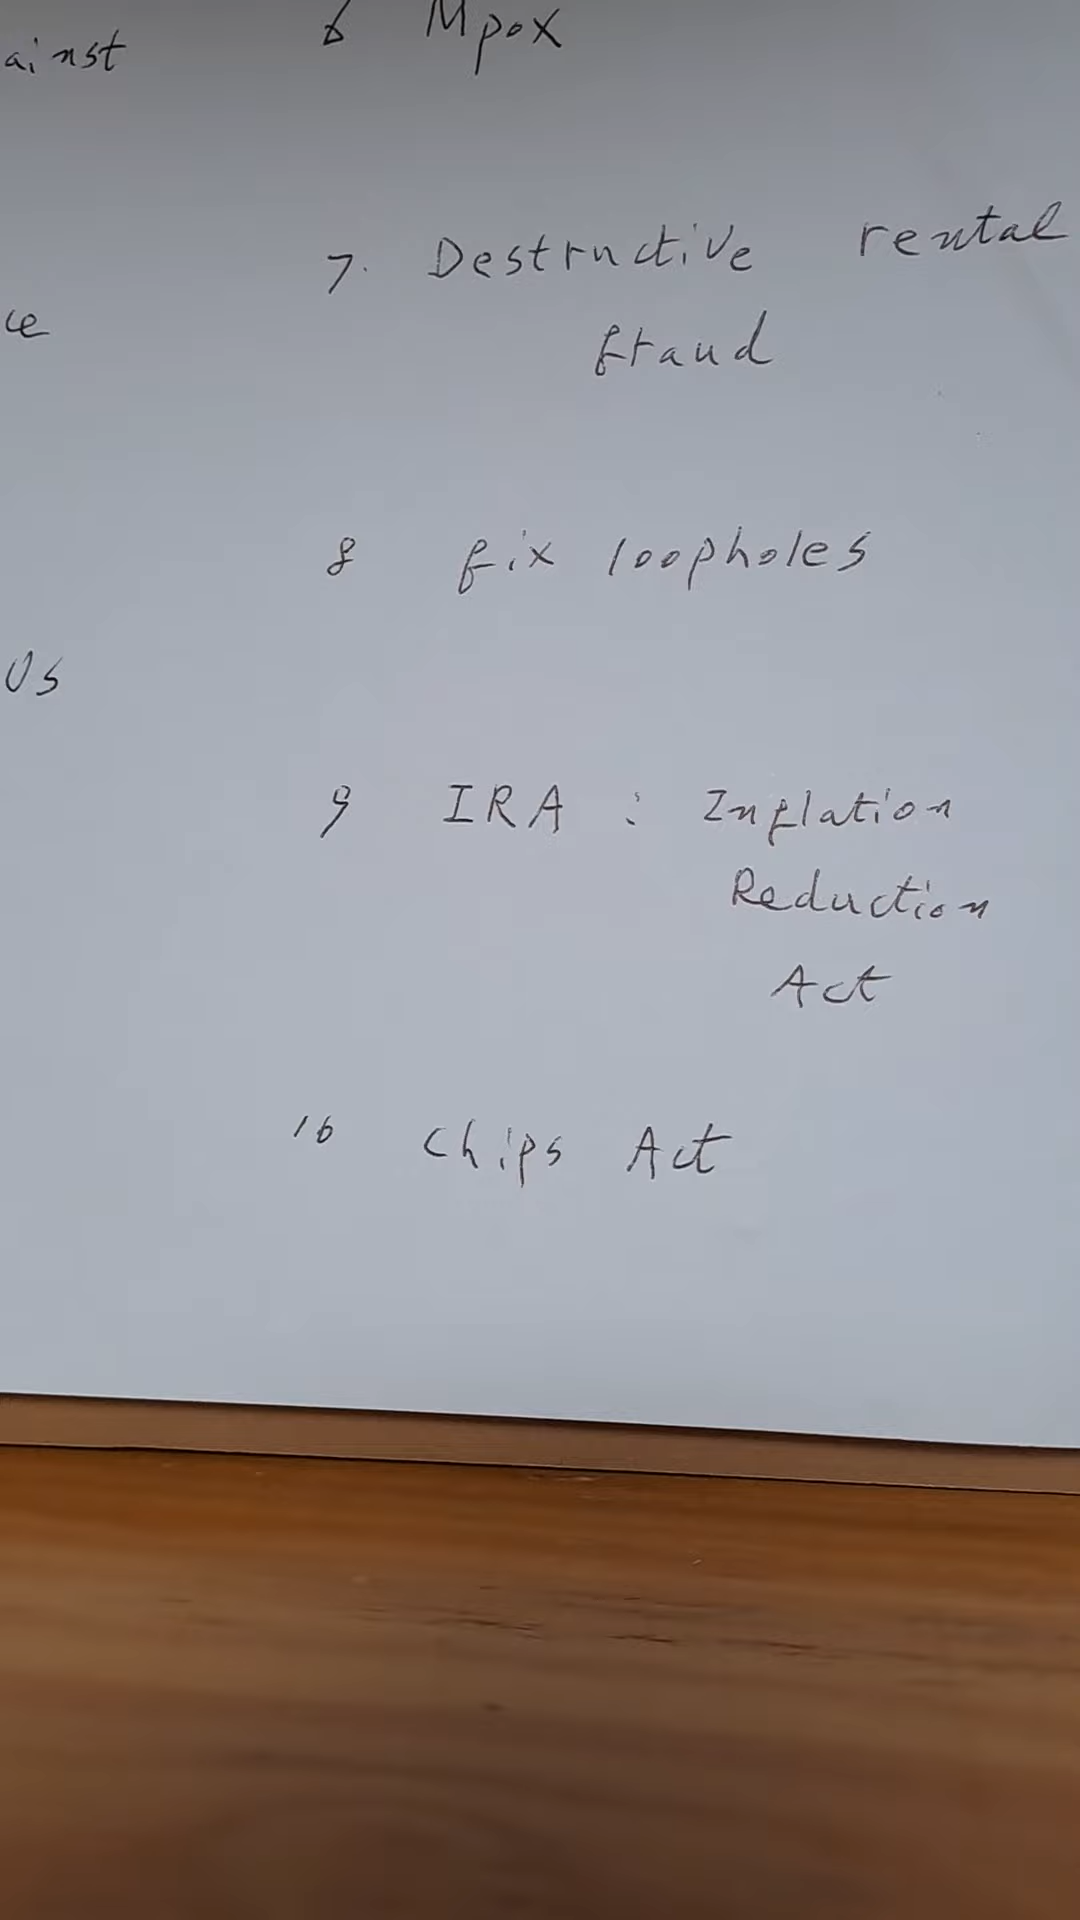 ainst
ce
us
6 Mpox
7. Destructive rental
fraud
8 fix loopholes
9 IRA : Inflation
Reduction
Act
10 Chips Act